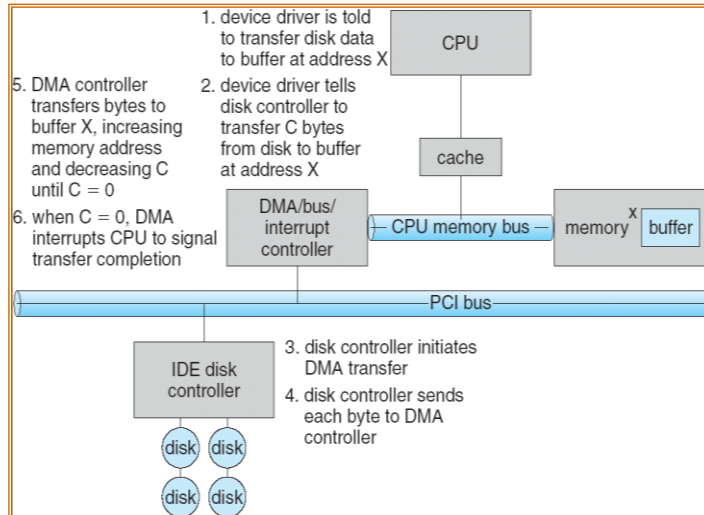 1. device driver is told
to transfer disk data
to buffer at address X
CPU
5. DMA controller
transfers bytes to
buffer X, increasing
memory address
and decreasing C
until C = 0
2. device driver tells
disk controller to
transfer C bytes
from disk to buffer
at address X
cache
6. when C = 0, DMA
interrupts CPU to signal
transfer completion
DMA/bus/
interrupt
controller
CPU memory bus
memory
X
buffer
PCI bus
IDE disk
controller
3. disk controller initiates
DMA transfer
4. disk controller sends
each byte to DMA
controller
disk disk
disk disk